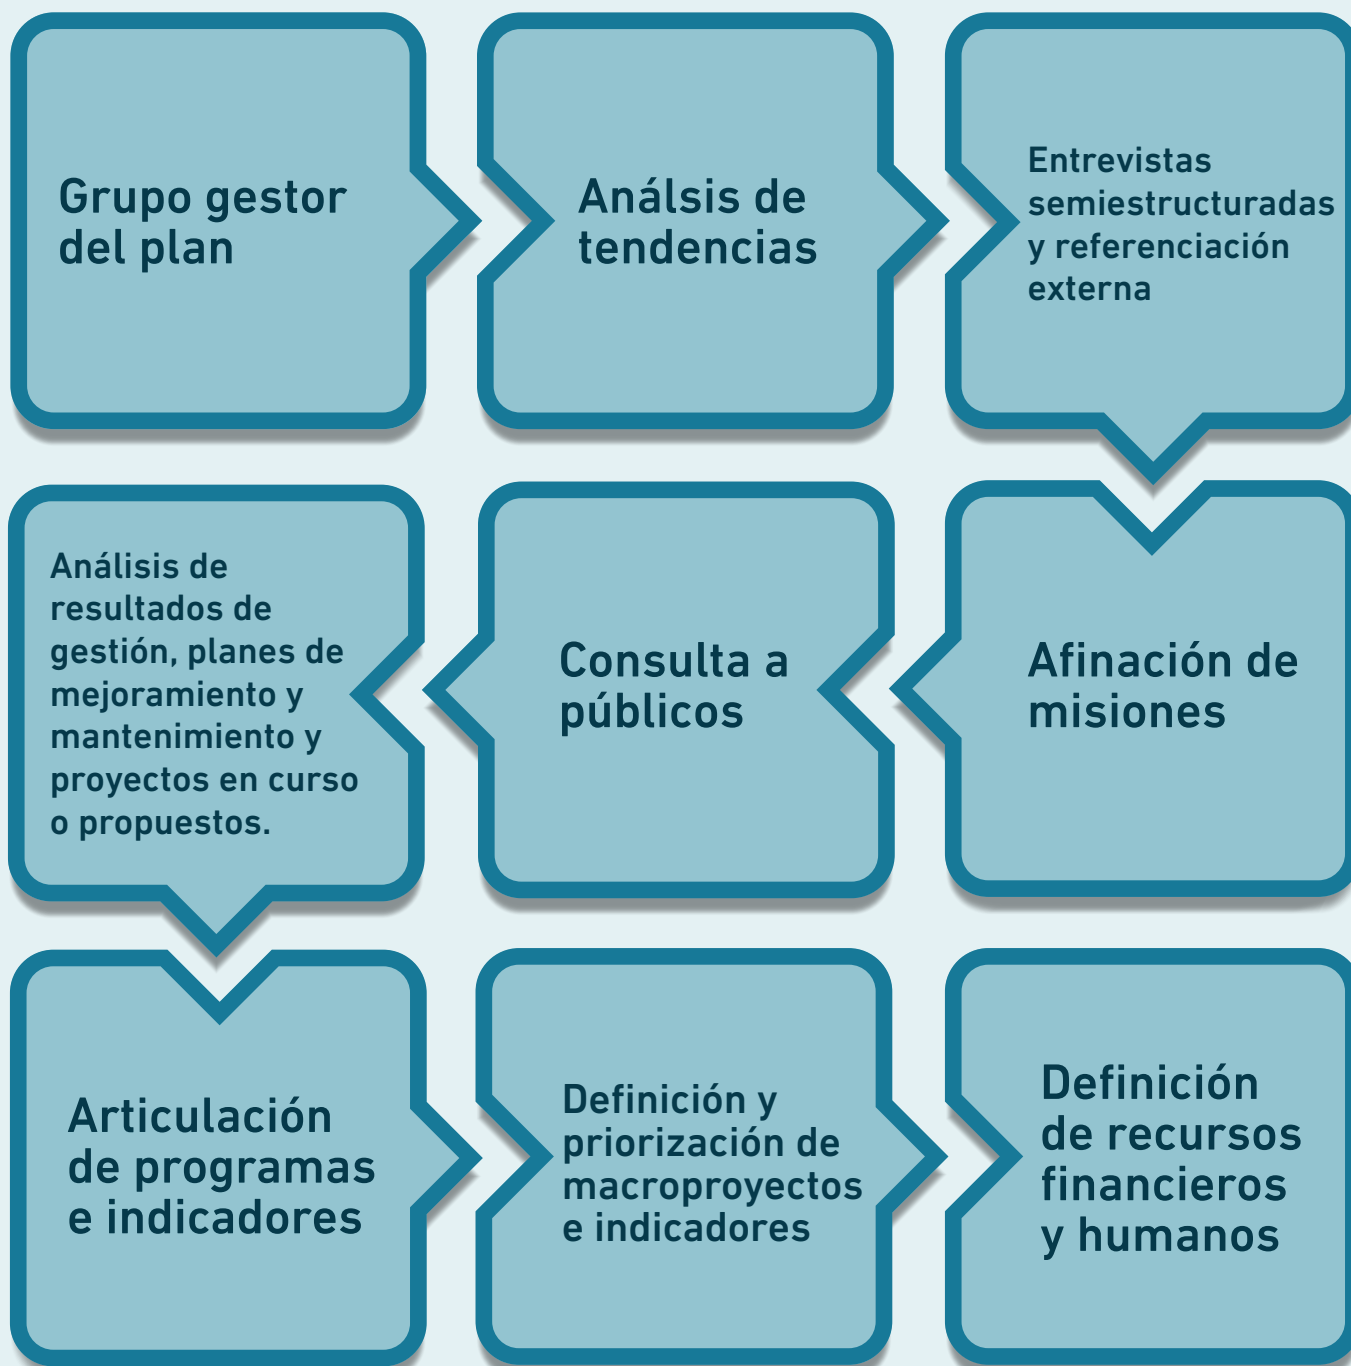 Grupo gestor
del plan
Análsis de
tendencias
Entrevistas
semiestructuradas
y referenciación
externa
Afinación de
misiones
Consulta a
públicos
Análisis de
resultados de
gestión, planes de
mejoramiento y
mantenimiento y
proyectos en curso
o propuestos.
Articulación
de programas
e indicadores
Definición y
priorización de
macroproyectos
e indicadores
Definición
de recursos
financieros
y humanos